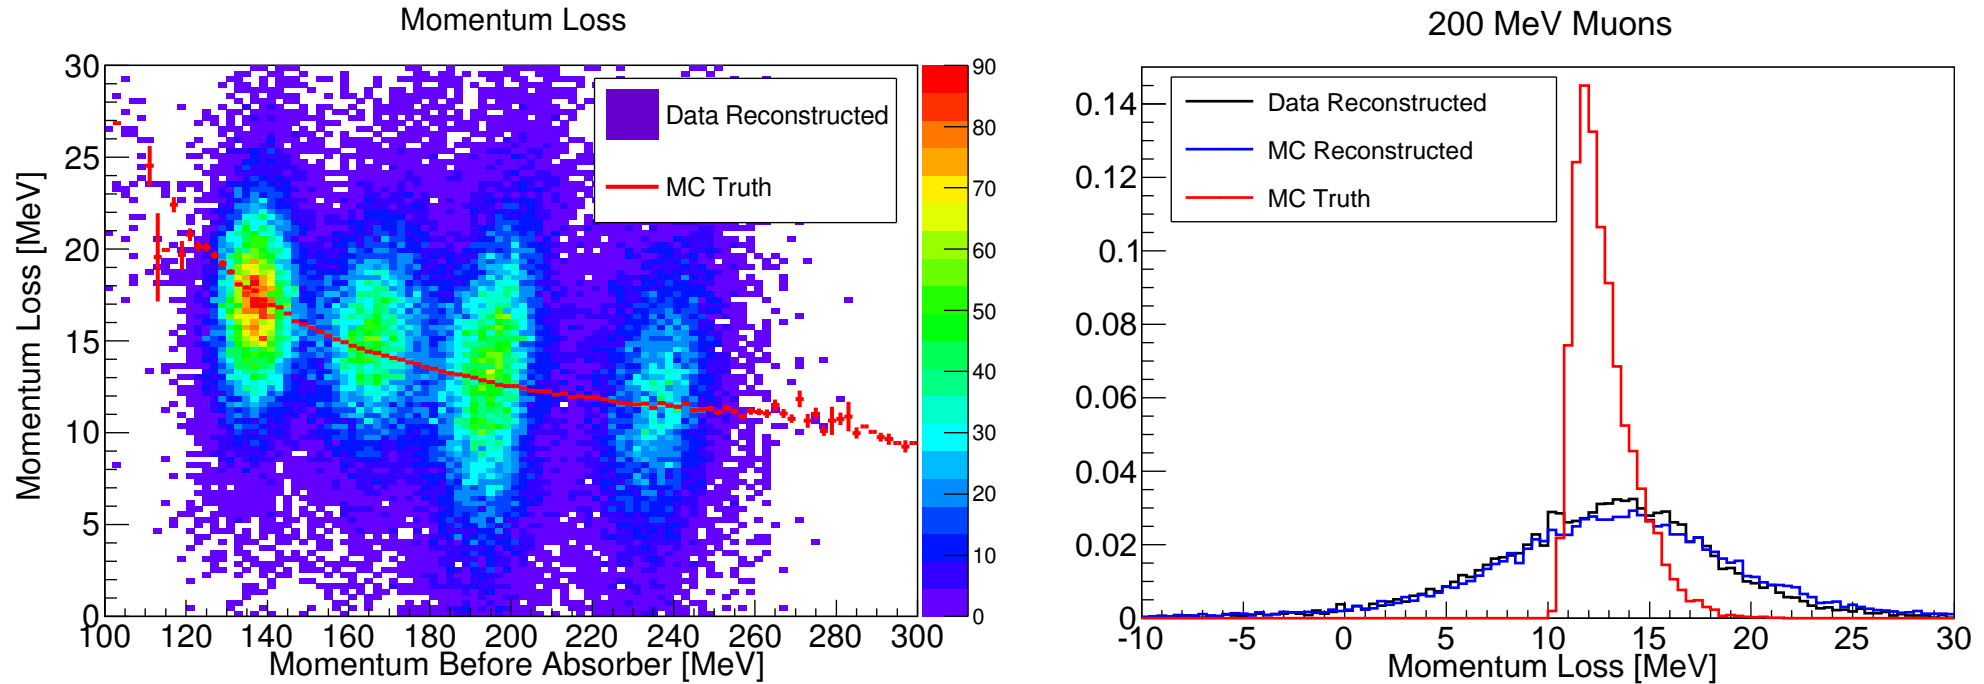 Momentum Loss
Momentum Loss [MeV]
30
25
20
15
10
5
0
100 120 140 160 180 200 220 240 260 280 300
Momentum Before Absorber [MeV]
Data Reconstructed
MC Truth
90
80
70
60
50
40
30
20
10
0
200 MeV Muons
0.14
0.12
0.1
0.08
0.06
0.04
0.02
0
-10 -5 0 5 10 15 20 25 30
Momentum Loss [MeV]
Data Reconstructed
MC Reconstructed
MC Truth